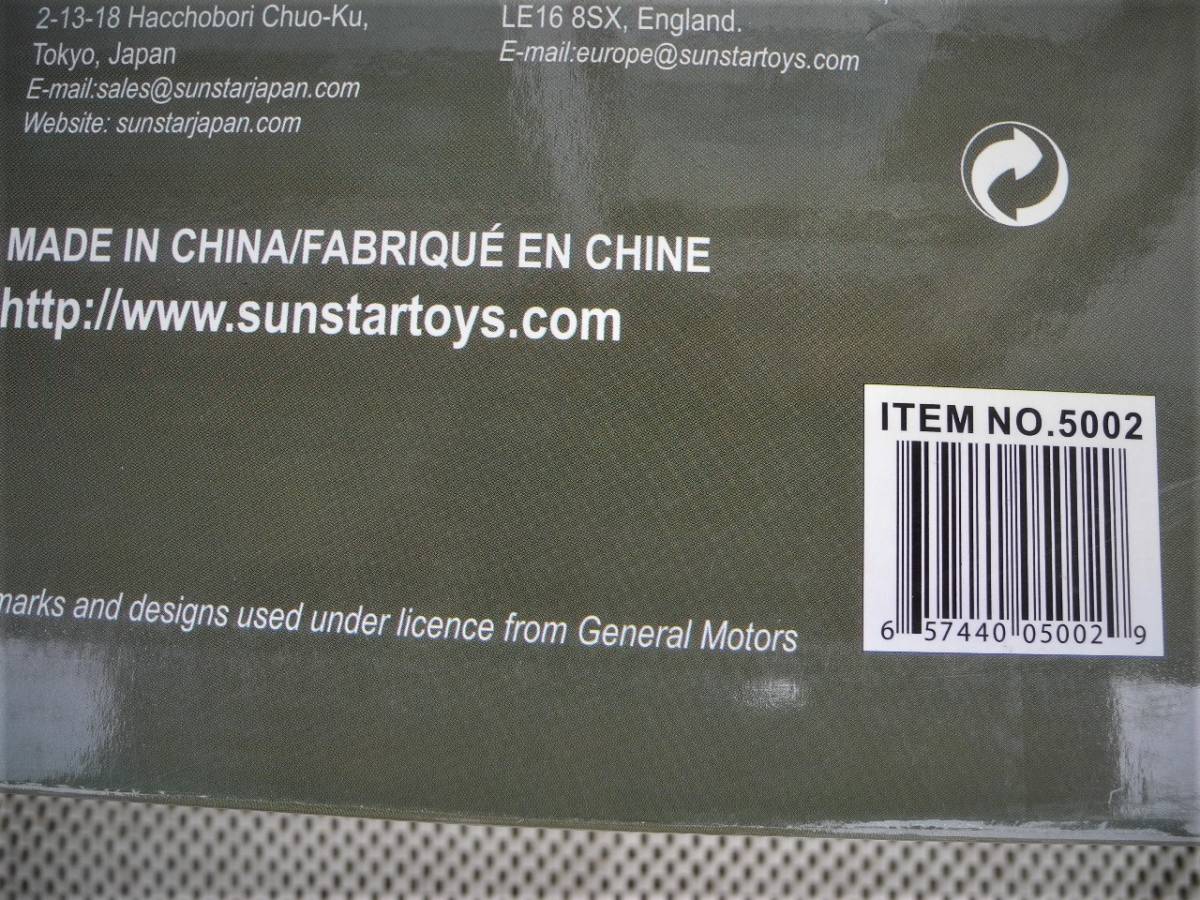 2-13-18 Hacchobori Chuo-Ku,
Tokyo, Japan
E-mail:sales@sunstarjapan.com
Website: sunstarjapan.com
LE16 8SX, England.
E-mail:europe@sunstartoys.com
MADE IN CHINA/FABRIQUÉ EN CHINE
http://www.sunstartoys.com
ITEM NO.5002
6 57440 05002 9
marks and designs used under licence from General Motors